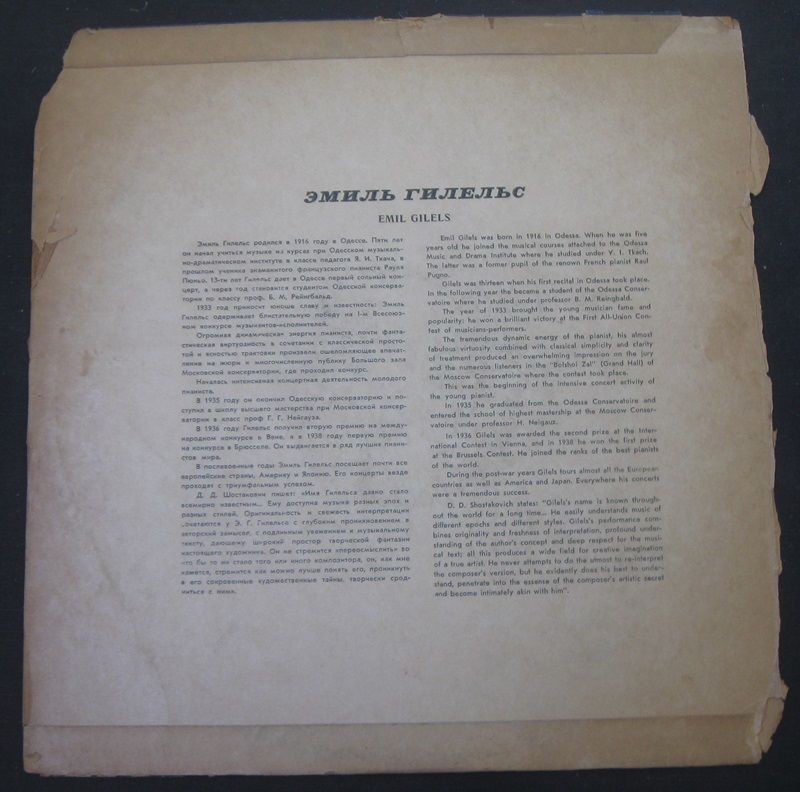 ЭМИЛЬ ГИЛЕЛЬС
EMIL GILELS
Эмиль Гилельс родился в 1916 году в Одессе. Пяти лет
он начал учиться музыке на курсах при Одесском музыкаль-
но-драматическом институте в классе педагога Я. И. Ткача, в
прошлом ученика знаменитого французского пианиста Рауля
Пюньо. 13-ти лет Гилельс дает в Одессе первый сольный кон-
церт, а через год становится студентом Одесской консерва-
тории по классу проф. Б. М. Рейнгбальд.
1933 год приносит юноше славу и известность: Эмиль
Гилельс одерживает блистательную победу на I-м Всесоюз-
ном конкурсе музыкантов-исполнителей.
Огромная динамическая энергия пианиста, почти фанта-
стическая виртуозность в сочетании с классической просто-
той и ясностью трактовки произвели ошеломляющее впечат-
ление на жюри и многочисленную публику Большого зала
Московской консерватории, где проходил конкурс.
Началась интенсивная концертная деятельность молодого
пианиста.
В 1935 году он окончил Одесскую консерваторию и по-
ступил в школу высшего мастерства при Московской консер-
ватории в класс проф Г. Г. Нейгауза.
В 1936 году Гилельс получил вторую премию на между-
народном конкурсе в Вене, а в 1938 году первую премию
на конкурсе в Брюсселе. Он выдвигается в ряд лучших пиани-
стов мира.
В послевоенные годы Эмиль Гилельс посещает почти все
европейские страны, Америку и Японию. Его концерты везде
проходят с триумфальным успехом.
Д. Д. Шостакович пишет: «Имя Гилельса давно стало
всемирно известным... Ему доступна музыка разных эпох и
разных стилей. Оригинальность и свежесть интерпретации
сочетаются у Э. Г. Гилельса с глубоким проникновением в
авторский замысел, с подлинным уважением к музыкальному
тексту, дающему широкий простор творческой фантазии
настоящего художника. Он не стремится «переосмыслить» во
что бы то ни стало того или иного композитора, он, как мне
кажется, стремится как можно лучше понять его, проникнуть
в его сокровенные художественные тайны, творчески срод-
ниться с ним».
Emil Gilels was born in 1916 in Odessa. When he was five
years old he joined the musical courses attached to the Odessa
Music and Drama Institute where he studied under V. I. Tkach.
The latter was a former pupil of the renown French pianist Raul
Pugno.
Gilels was thirteen when his first recital in Odessa took place.
In the following year the became a student of the Odessa Conser-
vatoire where he studied under professor B. M. Reingbald.
The year of 1933 brought the young musician fame and
popularity: he won a brilliant victory at the First All-Union Con-
test of musicians-performers.
The tremendous dynamic energy of the pianist, his almost
fabulous virtuosity combined with classical simplicity and clarity
of treatment produced an overwhelming impression on the jury
and the numerous listeners in the "Bolshoi Zal" (Grand Hall) of
the Moscow Conservatoire where the contest took place.
This was the beginning of the intensive concert activity of
the young pianist.
In 1935 he graduated from the Odessa Conservatoire and
entered the school of highest mastership at the Moscow Conser-
vatoire under professor H. Neigauz.
In 1936 Gilels was awarded the second prize at the Inter-
national Contest in Vienna, and in 1938 he won the first prize
at the Brussels Contest. He joined the ranks of the best pianists
of the world.
During the post-war years Gilels tours almost all the European
countries as well as America and Japan. Everywhere his concerts
were a tremendous success.
D. D. Shostakovich states: "Gilels's name is known through-
out the world for a long time... He easily understands music of
different epochs and different styles. Gilels's performance com-
bines originality and freshness of interpretation, profound under-
standing of the author's concept and deep respect for the musi-
cal text; all this produces a wide field for creative imagination
of a true artist. He never attempts to do the utmost to re-interpret
the composer's version, but he evidently does his best to under-
stand, penetrate into the essense of the composer's artistic secret
and become intimately akin with him".